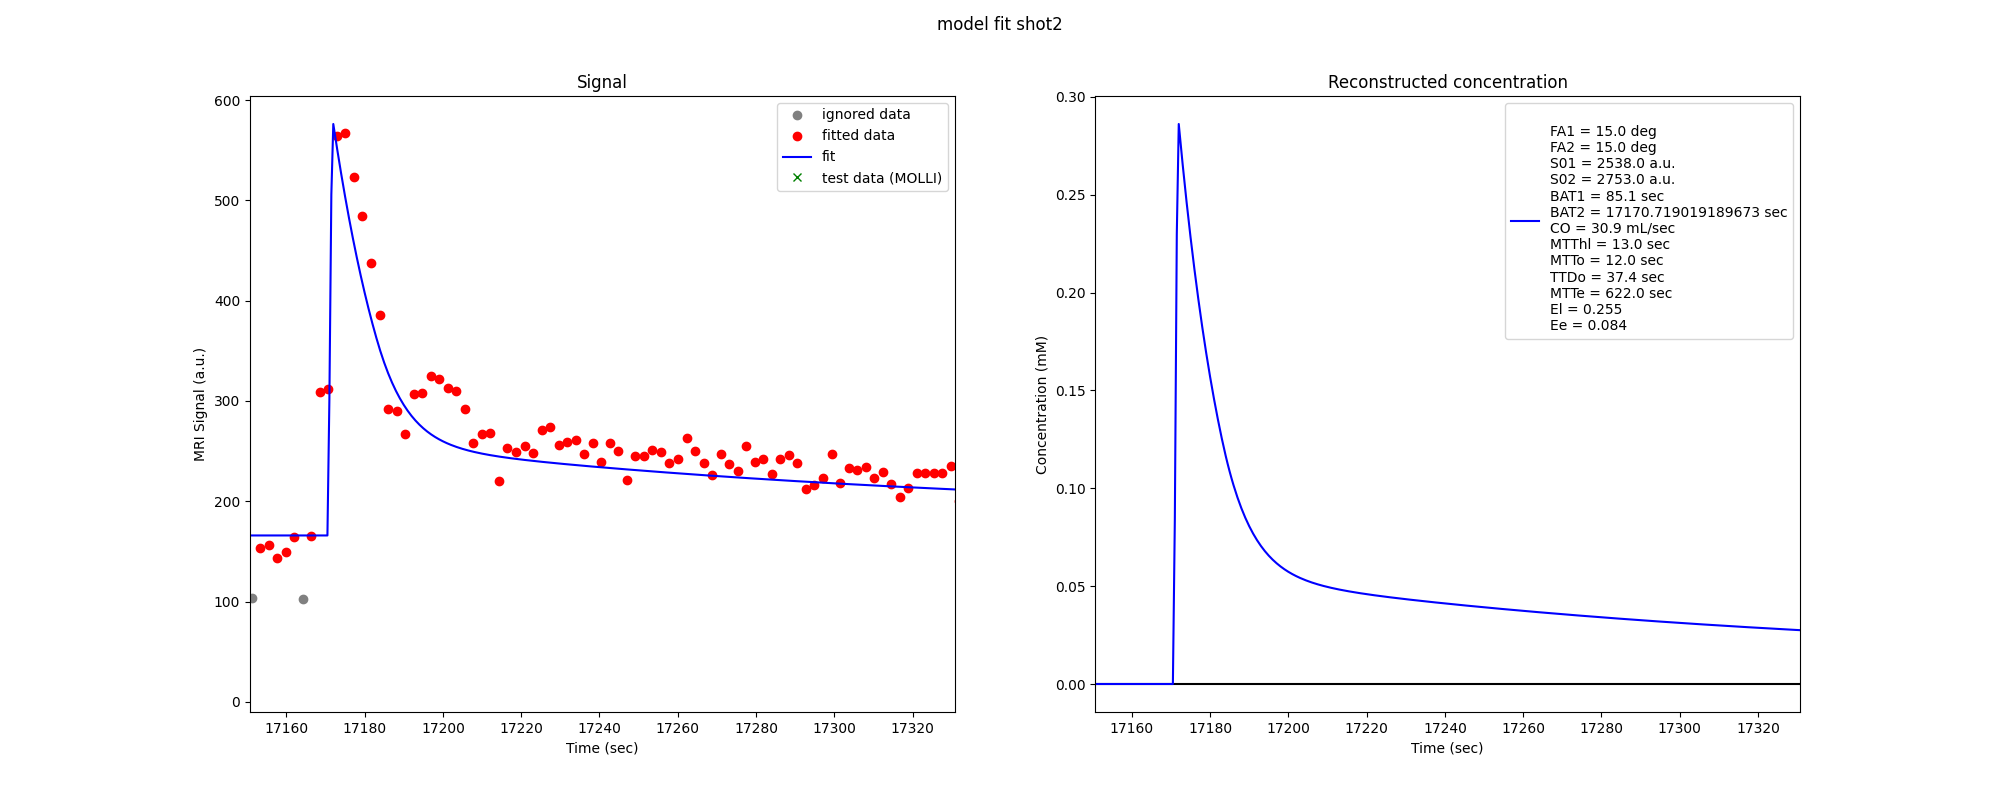 model fit shot2
Signal
600
500
400
300
200
100
0
MRI Signal (a.u.)
17160 17180 17200 17220 17240 17260 17280 17300 17320
Time (sec)
ignored data
fitted data
fit
test data (MOLLI)
Reconstructed concentration
0.30
0.25
0.20
0.15
0.10
0.05
0.00
Concentration (mM)
17160 17180 17200 17220 17240 17260 17280 17300 17320
Time (sec)
FA1 = 15.0 deg
FA2 = 15.0 deg
S01 = 2538.0 a.u.
S02 = 2753.0 a.u.
BAT1 = 85.1 sec
BAT2 = 17170.719019189673 sec
CO = 30.9 mL/sec
MTThl = 13.0 sec
MTTo = 12.0 sec
TTDo = 37.4 sec
MTTe = 622.0 sec
El = 0.255
Ee = 0.084